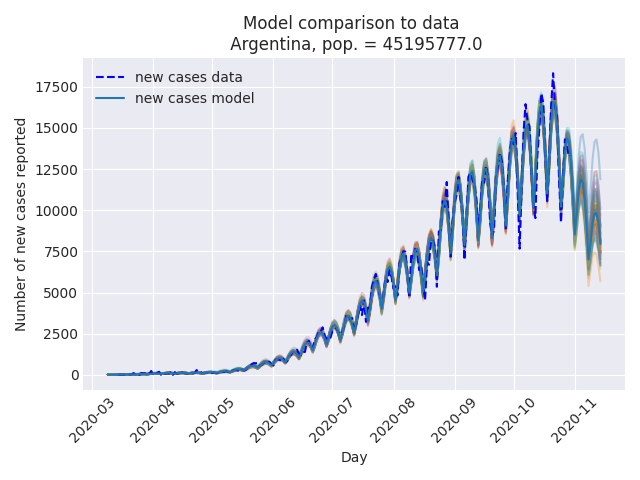 Model comparison to data
Argentina, pop. = 45195777.0
new cases data
new cases model
Number of new cases reported
17500
15000
12500
10000
7500
5000
2500
0
2020-03
2020-04
2020-05
2020-06
2020-07
2020-08
2020-09
2020-10
2020-11
Day